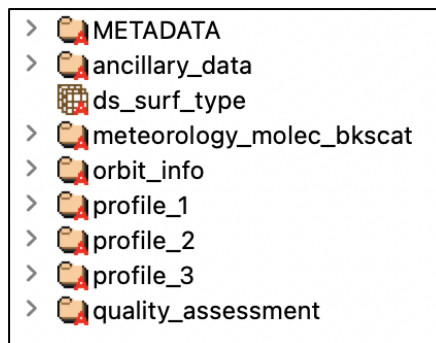 METADATA
ancillary_data
ds_surf_type
meteorology_molec_bkscat
orbit_info
profile_1
profile_2
profile_3
quality_assessment